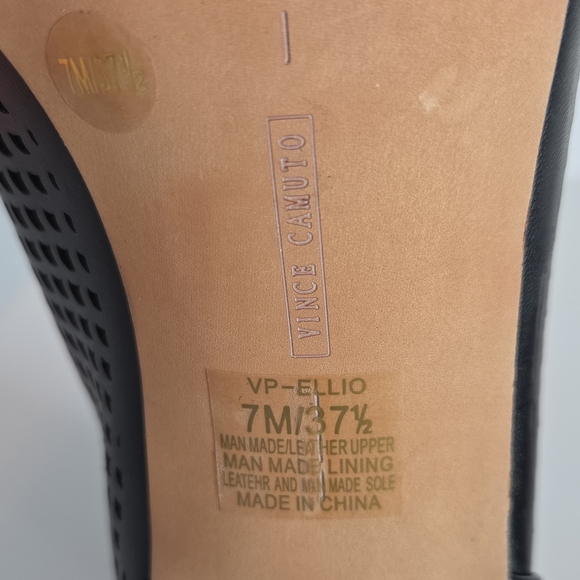 7M/37½
VINCE CAMUTO
VP-ELLIO
7M/37½
MAN MADE/LEATHER UPPER
MAN MADE LINING
LEATEHR AND MAN MADE SOLE
MADE IN CHINA